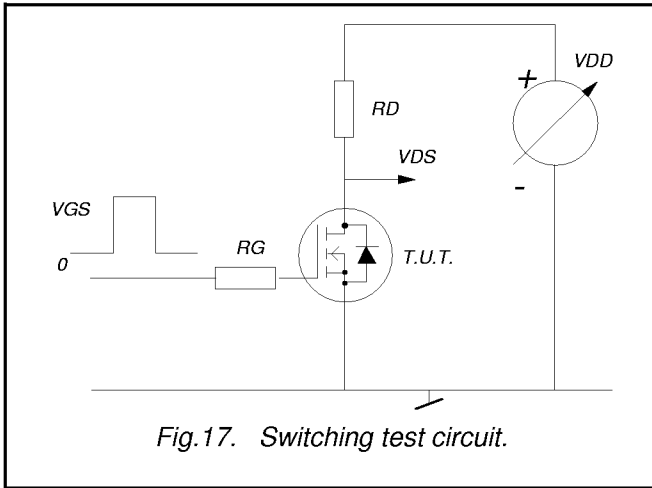 +
VDD
RD
VDS
-
VGS
RG
T.U.T.
0
Fig.17. Switching test circuit.